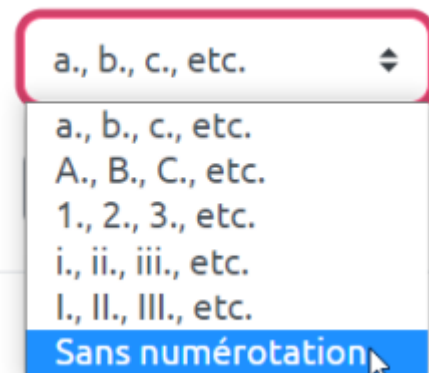 a., b., c., etc.
a., b., c., etc.
A., B., C., etc.
1., 2., 3., etc.
i., ii., iii., etc.
I., II., III., etc.
Sans numérotation